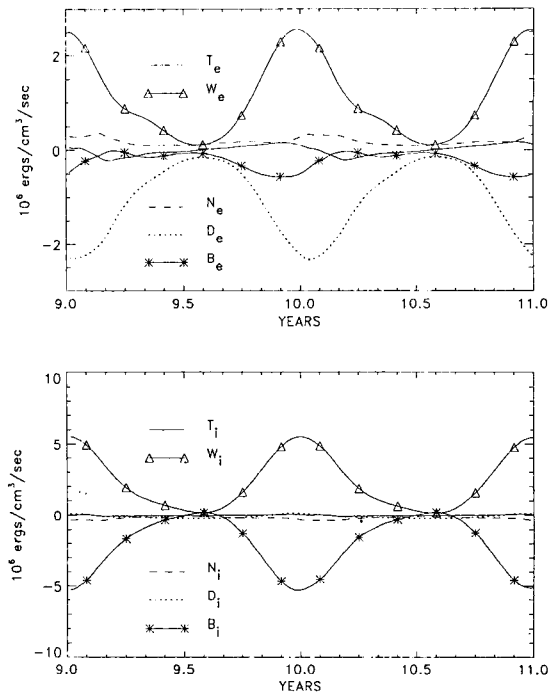 2
0
-2
10⁶ ergs/cm³/sec
Tₑ
Wₑ
Nₑ
Dₑ
Bₑ
9.0 9.5 10.0 10.5 11.0
YEARS
10
5
0
-5
-10
10⁶ ergs/cm³/sec
Tᵢ
Wᵢ
Nᵢ
Dᵢ
Bᵢ
9.0 9.5 10.0 10.5 11.0
YEARS